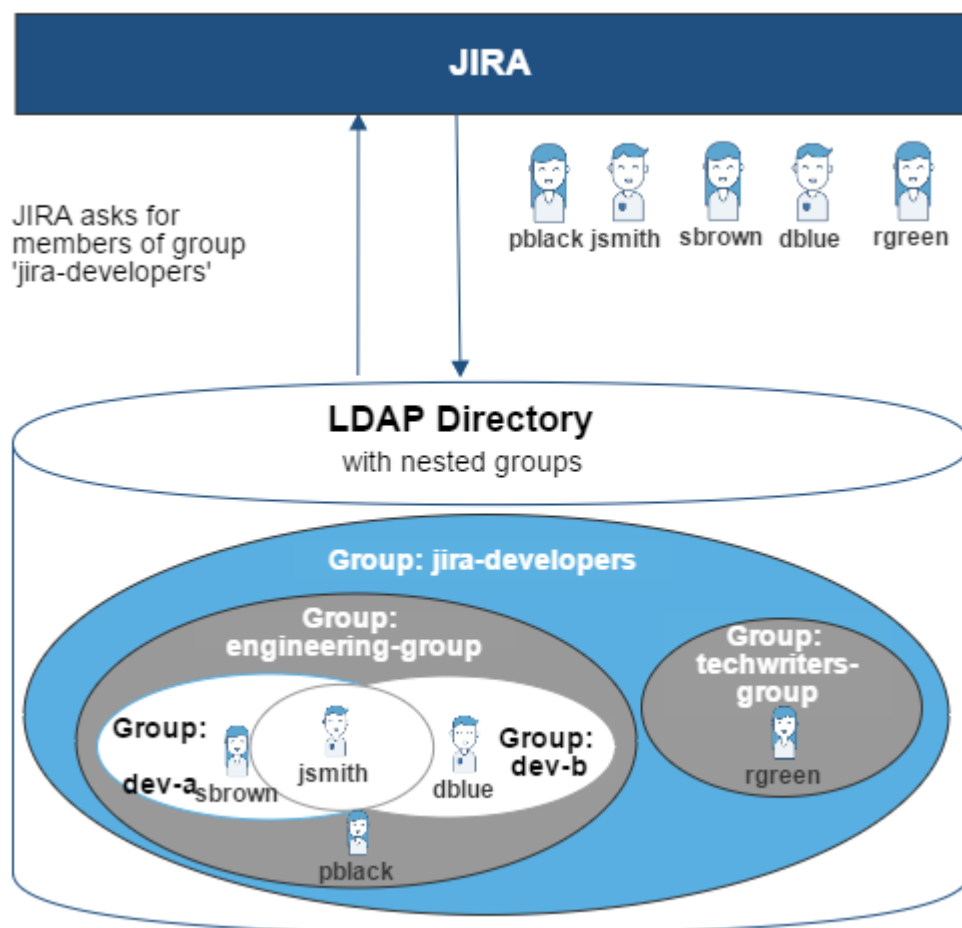 JIRA
JIRA asks for
members of group
'jira-developers'
pblack jsmith sbrown dblue rgreen
LDAP Directory
with nested groups
Group: jira-developers
Group:
engineering-group
Group:
techwriters-
group
Group:
dev-a
sbrown
jsmith
dblue
Group:
dev-b
rgreen
pblack